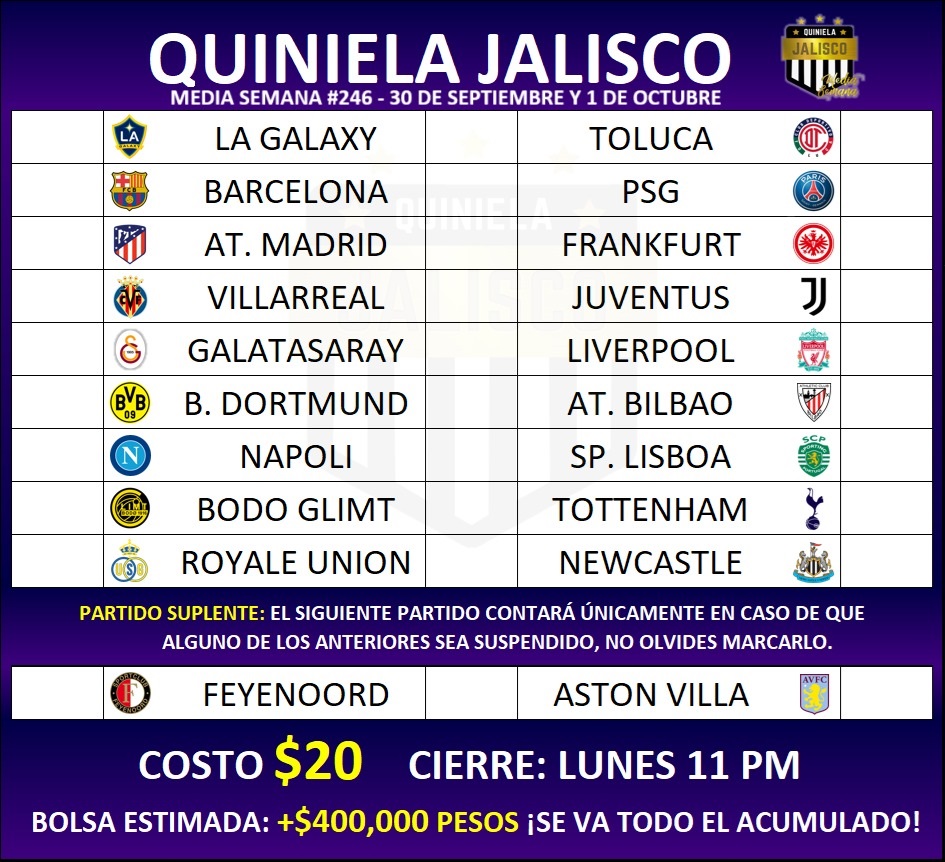 QUINIELA JALISCO
QUINIELA
JALISCO
Media
Semana
MEDIA SEMANA #246 - 30 DE SEPTIEMBRE Y 1 DE OCTUBRE
LA GALAXY TOLUCA
BARCELONA PSG
AT. MADRID FRANKFURT
VILLARREAL JUVENTUS
GALATASARAY LIVERPOOL
B. DORTMUND AT. BILBAO
NAPOLI SP. LISBOA
BODO GLIMT TOTTENHAM
ROYALE UNION NEWCASTLE
PARTIDO SUPLENTE: EL SIGUIENTE PARTIDO CONTARÁ ÚNICAMENTE EN CASO DE QUE
ALGUNO DE LOS ANTERIORES SEA SUSPENDIDO, NO OLVIDES MARCARLO.
FEYENOORD ASTON VILLA
COSTO $20 CIERRE: LUNES 11 PM
BOLSA ESTIMADA: +$400,000 PESOS ¡SE VA TODO EL ACUMULADO!